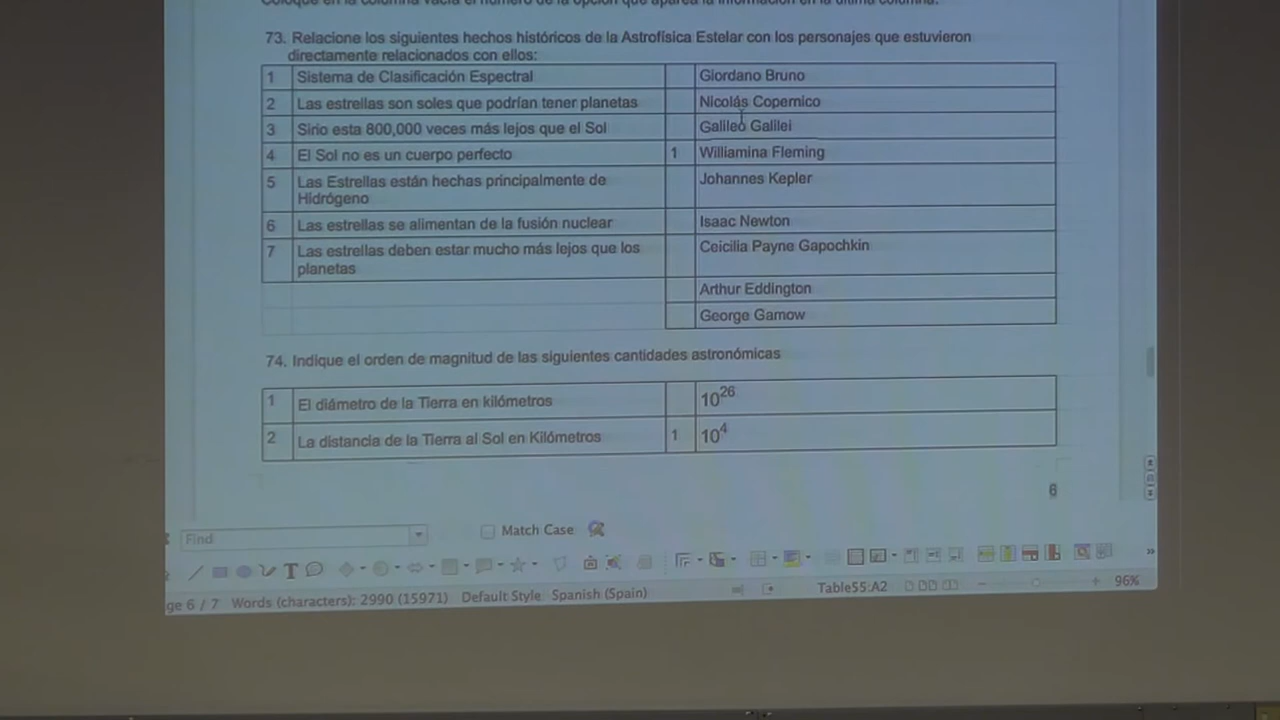 73. Relacione los siguientes hechos históricos de la Astrofísica Estelar con los personajes que estuvieron
directamente relacionados con ellos:
1 Sistema de Clasificación Espectral Giordano Bruno
2 Las estrellas son soles que podrían tener planetas Nicolás Copernico
3 Sirio esta 800,000 veces más lejos que el Sol Galileo Galilei
4 El Sol no es un cuerpo perfecto 1 Williamina Fleming
5 Las Estrellas están hechas principalmente de Johannes Kepler
Hidrógeno
6 Las estrellas se alimentan de la fusión nuclear Isaac Newton
7 Las estrellas deben estar mucho más lejos que los Ceicilia Payne Gapochkin
planetas
Arthur Eddington
George Gamow
74. Indique el orden de magnitud de las siguientes cantidades astronómicas
1 El diámetro de la Tierra en kilómetros 10^26
2 La distancia de la Tierra al Sol en Kilómetros 1 10^4
6
Find Match Case
ge 6 / 7 Words (characters): 2990 (15971) Default Style Spanish (Spain) Table55:A2 96%